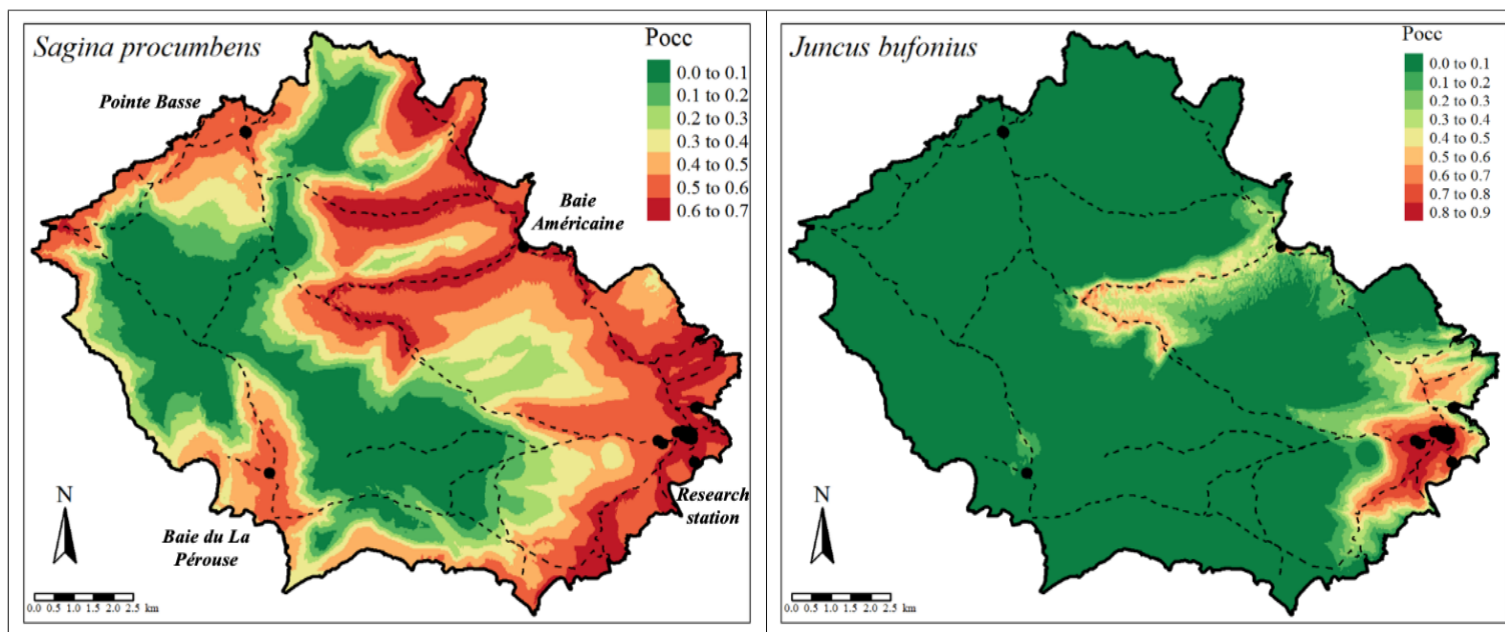 Sagina procumbens
Pocc
0.0 to 0.1
0.1 to 0.2
0.2 to 0.3
0.3 to 0.4
0.4 to 0.5
0.5 to 0.6
0.6 to 0.7
Pointe Basse
Baie
Américaine
Research
station
Baie du La
Pérouse
N
0.0 0.5 1.0 1.5 2.0 2.5 km
Juncus bufonius
Pocc
0.0 to 0.1
0.1 to 0.2
0.2 to 0.3
0.3 to 0.4
0.4 to 0.5
0.5 to 0.6
0.6 to 0.7
0.7 to 0.8
0.8 to 0.9
N
0.0 0.5 1.0 1.5 2.0 2.5 km